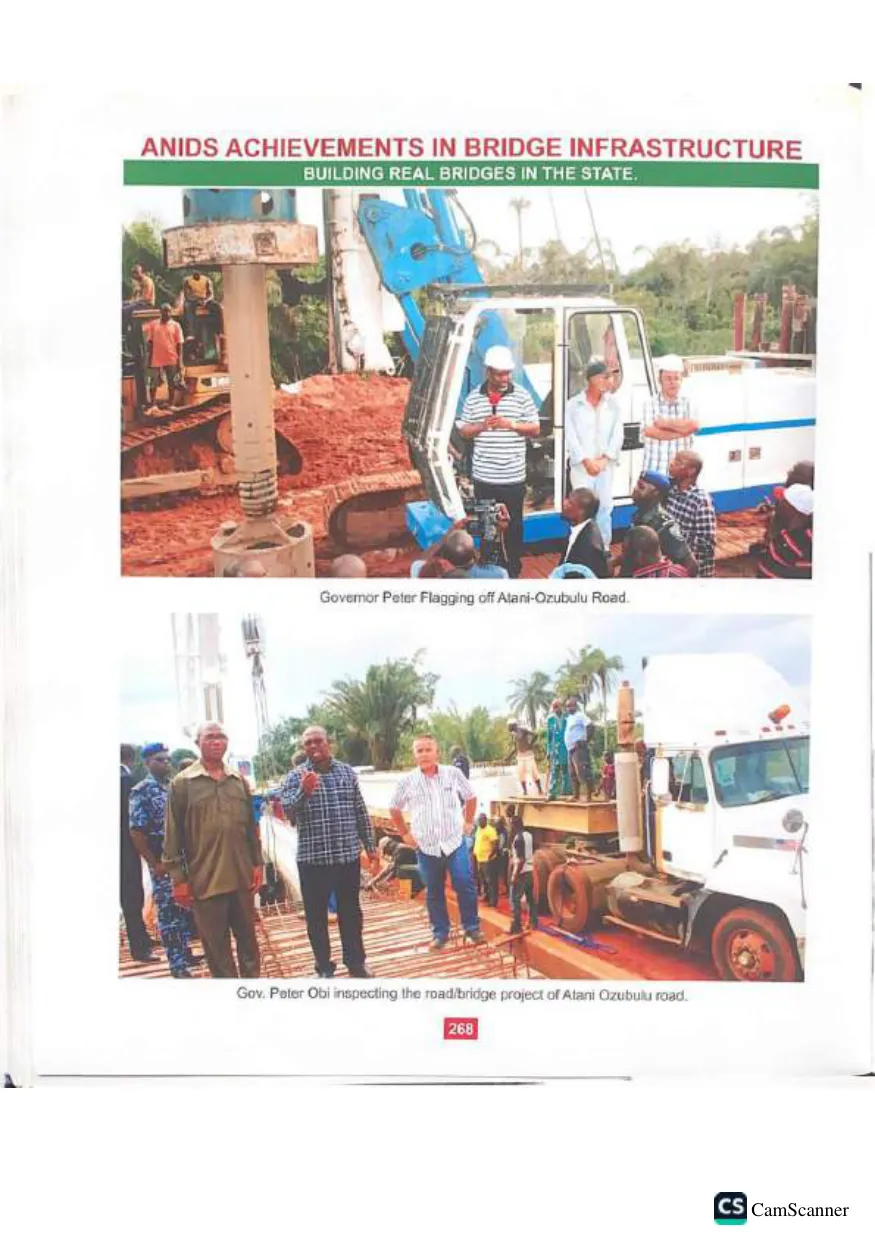 ANIDS ACHIEVEMENTS IN BRIDGE INFRASTRUCTURE
BUILDING REAL BRIDGES IN THE STATE.
Governor Peter Flagging off Atani-Ozubulu Road.
Gov. Peter Obi inspecting the road/bridge project of Atani Ozubulu road.
268
CS CamScanner